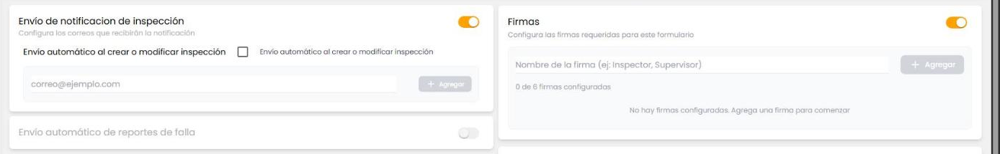 Envío de notificacion de inspección
Configura los correos que recibirán la notificación
Envío automático al crear o modificar inspección
Envío automático al crear o modificar inspección
correo@ejemplo.com
+ Agregar
Envío automático de reportes de falla
Firmas
Configura las firmas requeridas para este formulario
Nombre de la firma (ej: Inspector, Supervisor)
+ Agregar
0 de 6 firmas configuradas
No hay firmas configuradas. Agrega una firma para comenzar